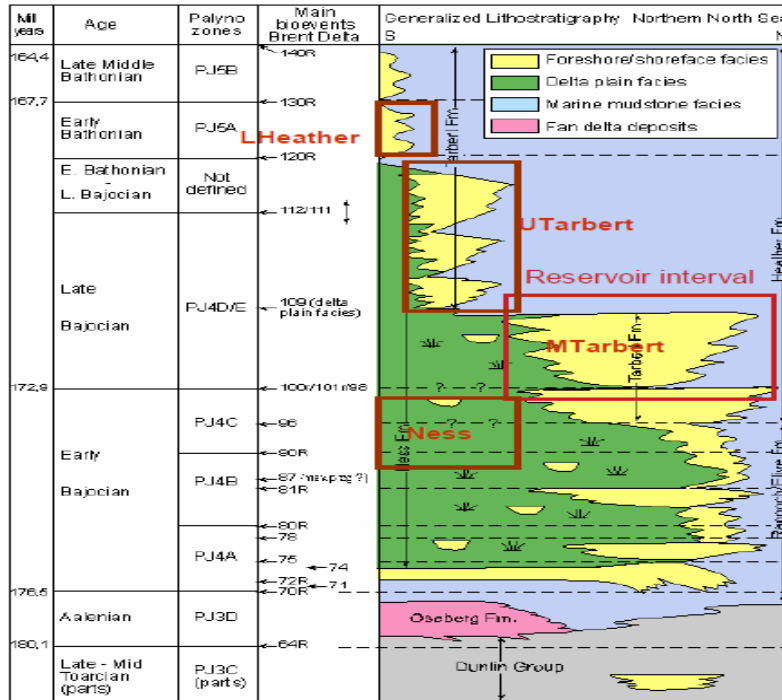 Mill years
Age
Palyno zones
Main bioevents Brent Delta
Generalized Lithostratigraphy Northern North Sea
S
N
Foreshore/shoreface facies
Delta plain facies
Marine mudstone facies
Fan delta deposits
164,4
Late Middle Bathonian
PJ5B
140R
167,7
130R
Early Bathonian
PJ5A
LHeather
Tarbert Fm.
120R
E. Bathonian - L. Bajocian
Not defined
112/111
UTarbert
Heather Fm.
Reservoir interval
Late Bajocian
PJ4D/E
109 (delta plain facies)
MTarbert
Tarbert Fm.
172,9
? ?
PJ4C
96
? ?
Ness
Ness Fm.
90R
Early Bajocian
PJ4B
81R
80R
78
PJ4A
75
74
72R
71
176,5
70R
Aalenian
PJ3D
Oseberg Fm.
180,1
64R
Late - Mid Toarcian (parts)
PJ3C (parts)
Dunlin Group